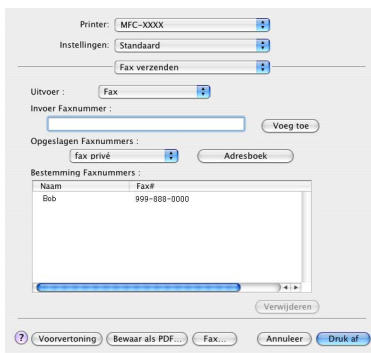 Printer: MFC-XXXX
Instellingen: Standaard
Fax verzenden
Uitvoer : Fax
Invoer Faxnummer :
Voeg toe
Opgeslagen Faxnummers :
fax privé Adresboek
Bestemming Faxnummers :
Naam Fax#
Bob 999-888-0000
Verwijderen
? Voorvertoning Bewaar als PDF... Fax... Annuleer Druk af